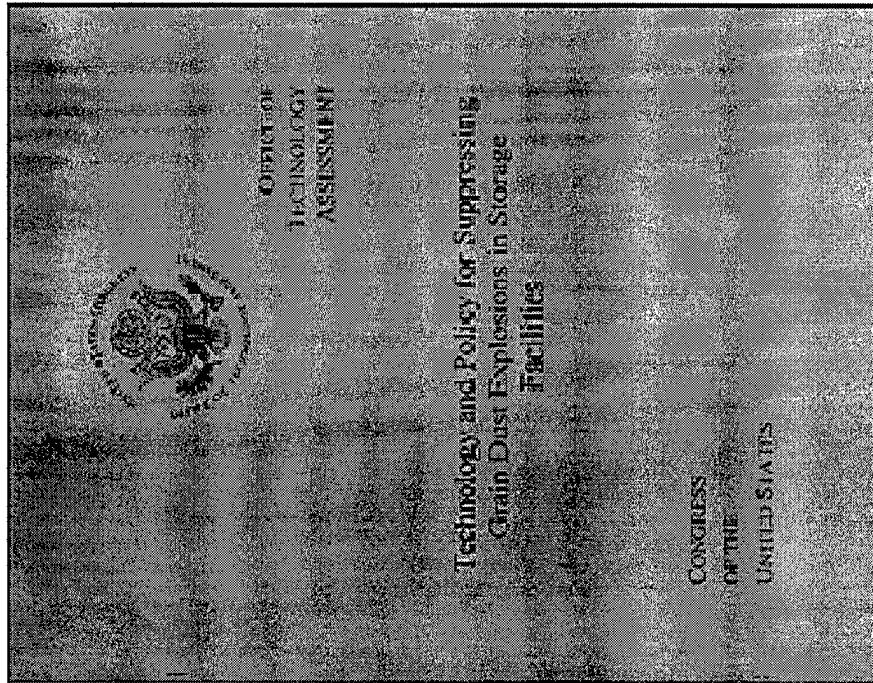 OFFICE OF
TECHNOLOGY
ASSESSMENT
Technology and Policy for Suppressing
Grain Dust Explosions in Storage
Facilities
CONGRESS
OF THE
UNITED STATES